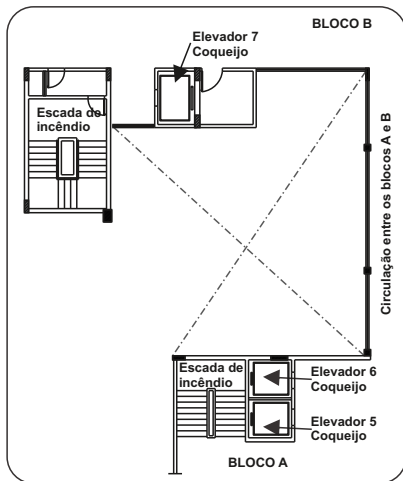 BLOCO B
Elevador 7
Coqueijo
Escada de
incêndio
Circulação entre os blocos A e B
Escada de
incêndio
Elevador 6
Coqueijo
Elevador 5
Coqueijo
BLOCO A